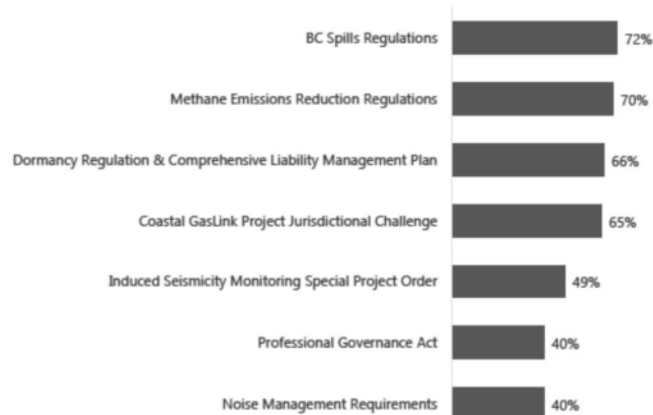 BC Spills Regulations 72%
Methane Emissions Reduction Regulations 70%
Dormancy Regulation & Comprehensive Liability Management Plan 66%
Coastal GasLink Project Jurisdictional Challenge 65%
Induced Seismicity Monitoring Special Project Order 49%
Professional Governance Act 40%
Noise Management Requirements 40%